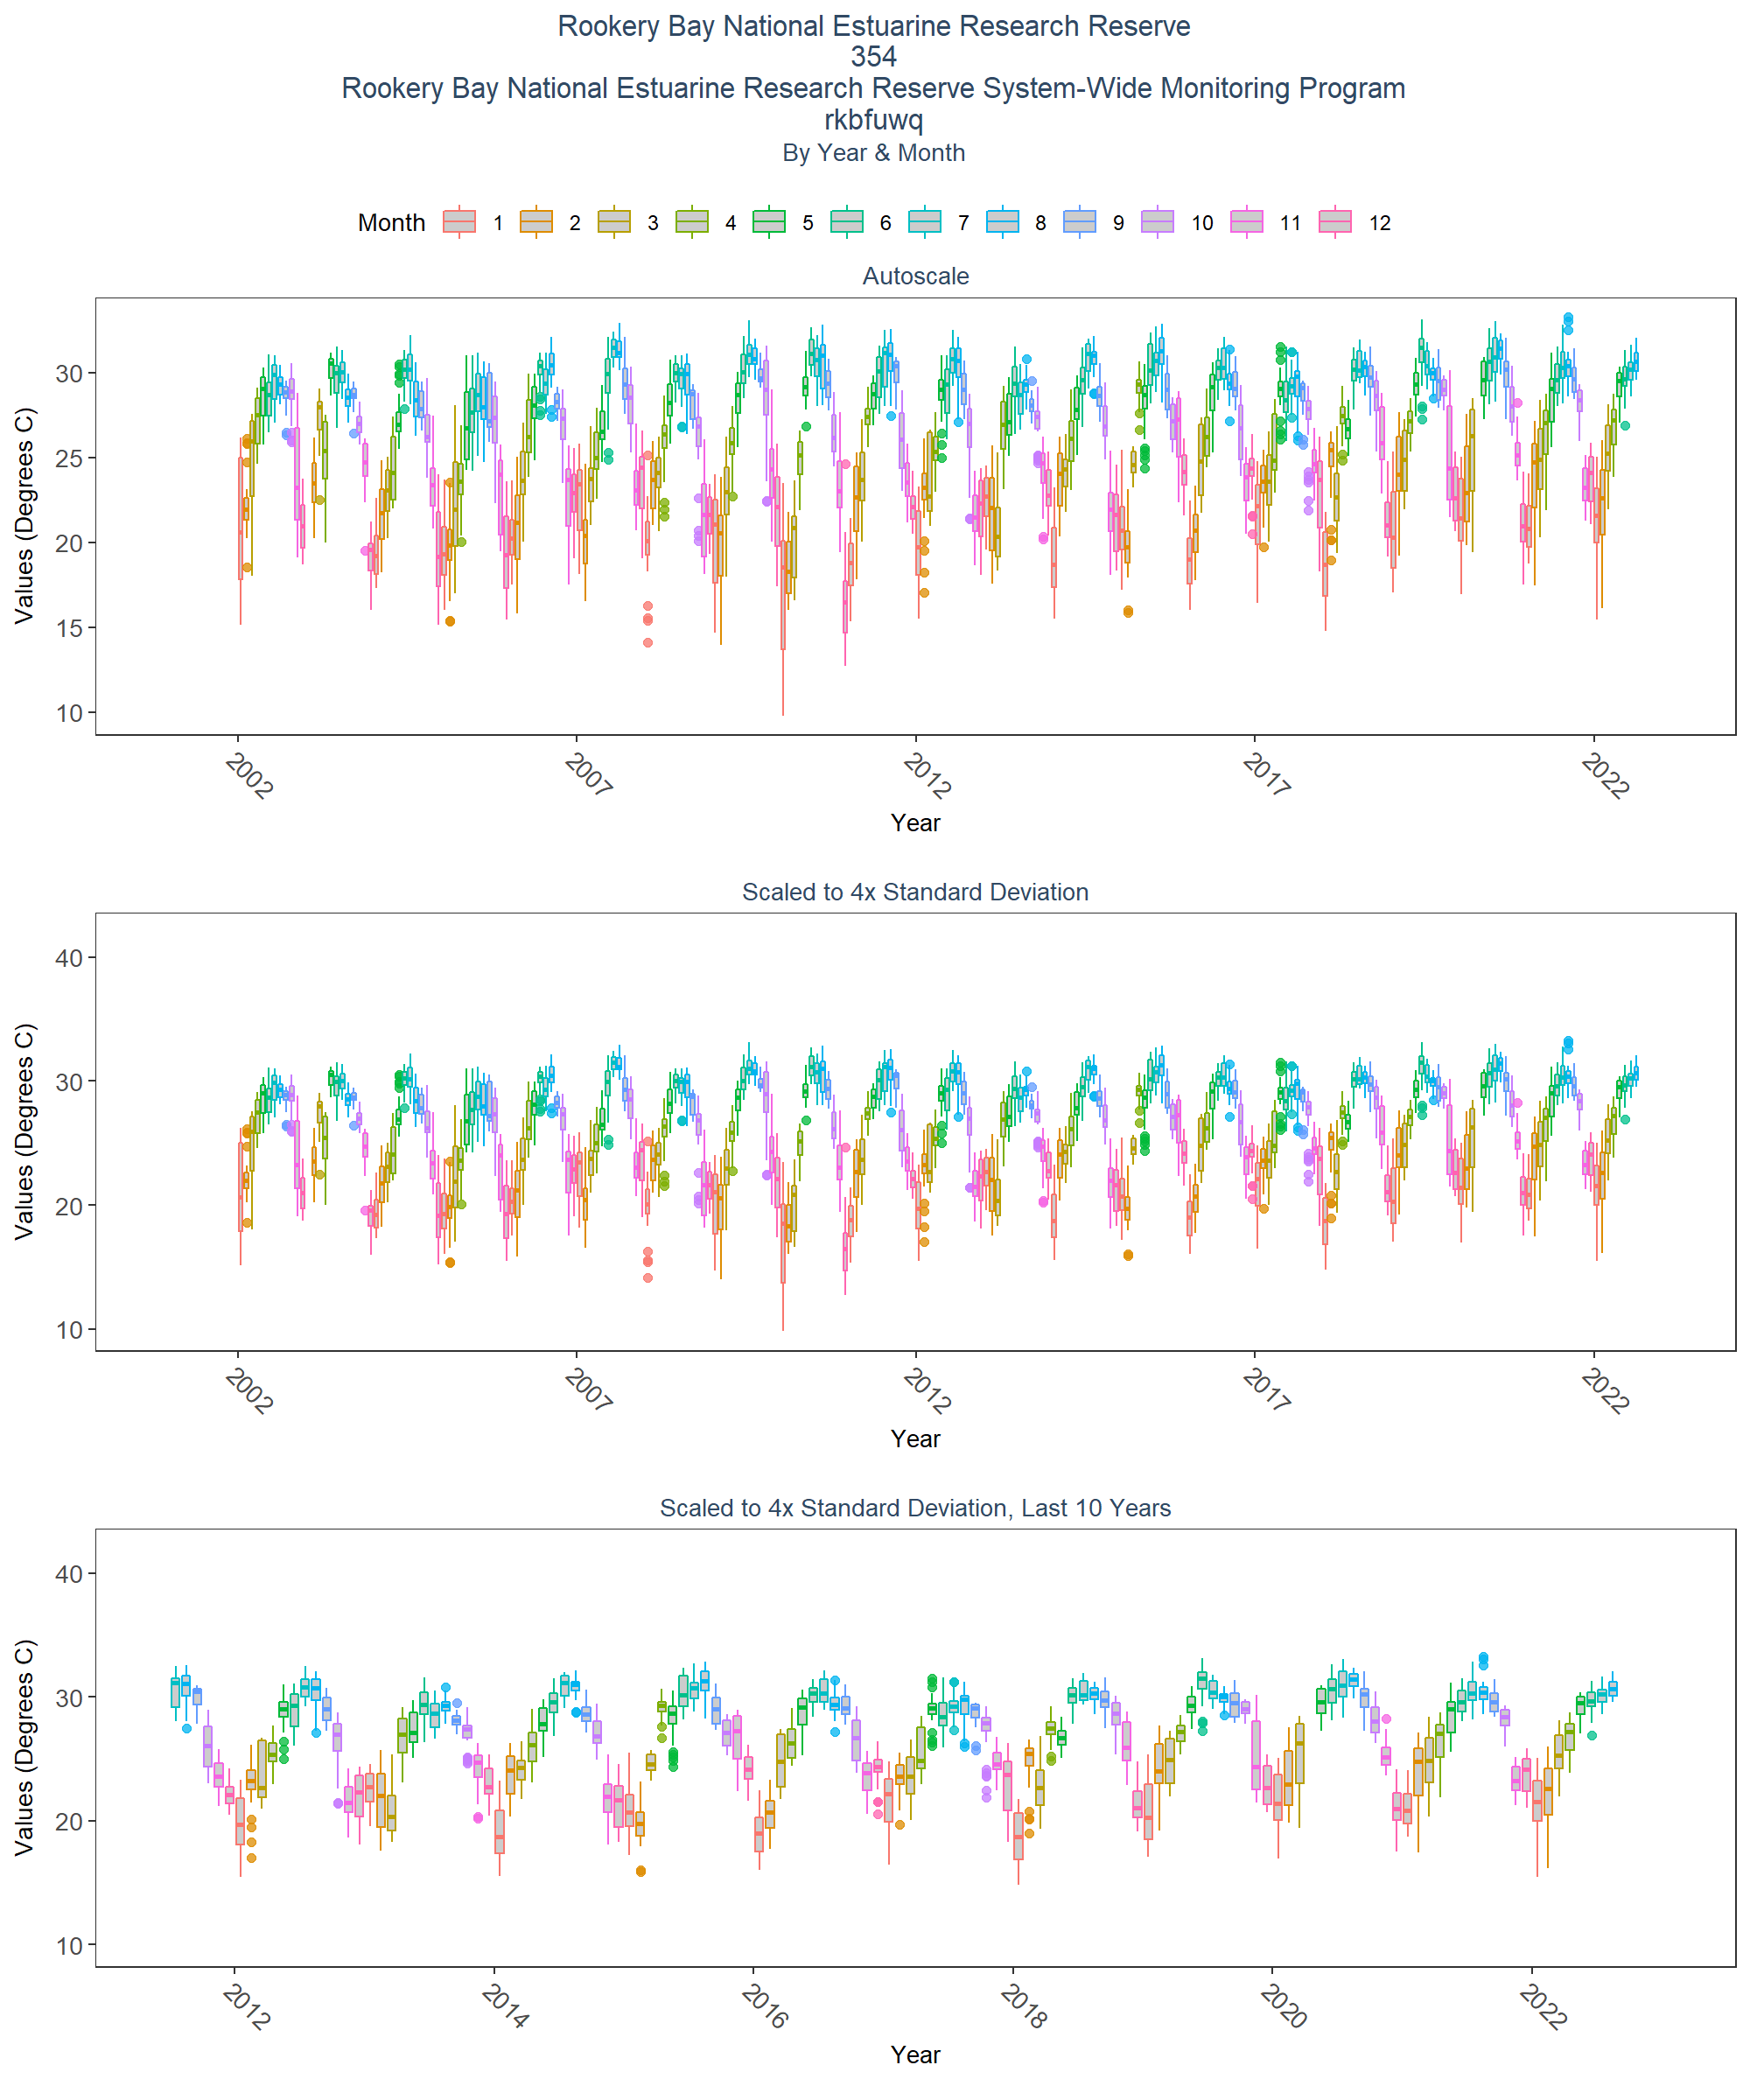 Rookery Bay National Estuarine Research Reserve
354
Rookery Bay National Estuarine Research Reserve System-Wide Monitoring Program
rkbfuwq
By Year & Month
Month 1 2 3 4 5 6 7 8 9 10 11 12
Autoscale
Values (Degrees C)
30
25
20
15
10
2002 2007 2012 2017 2022
Year
Scaled to 4x Standard Deviation
Values (Degrees C)
40
30
20
10
2002 2007 2012 2017 2022
Year
Scaled to 4x Standard Deviation, Last 10 Years
Values (Degrees C)
40
30
20
10
2012 2014 2016 2018 2020 2022
Year